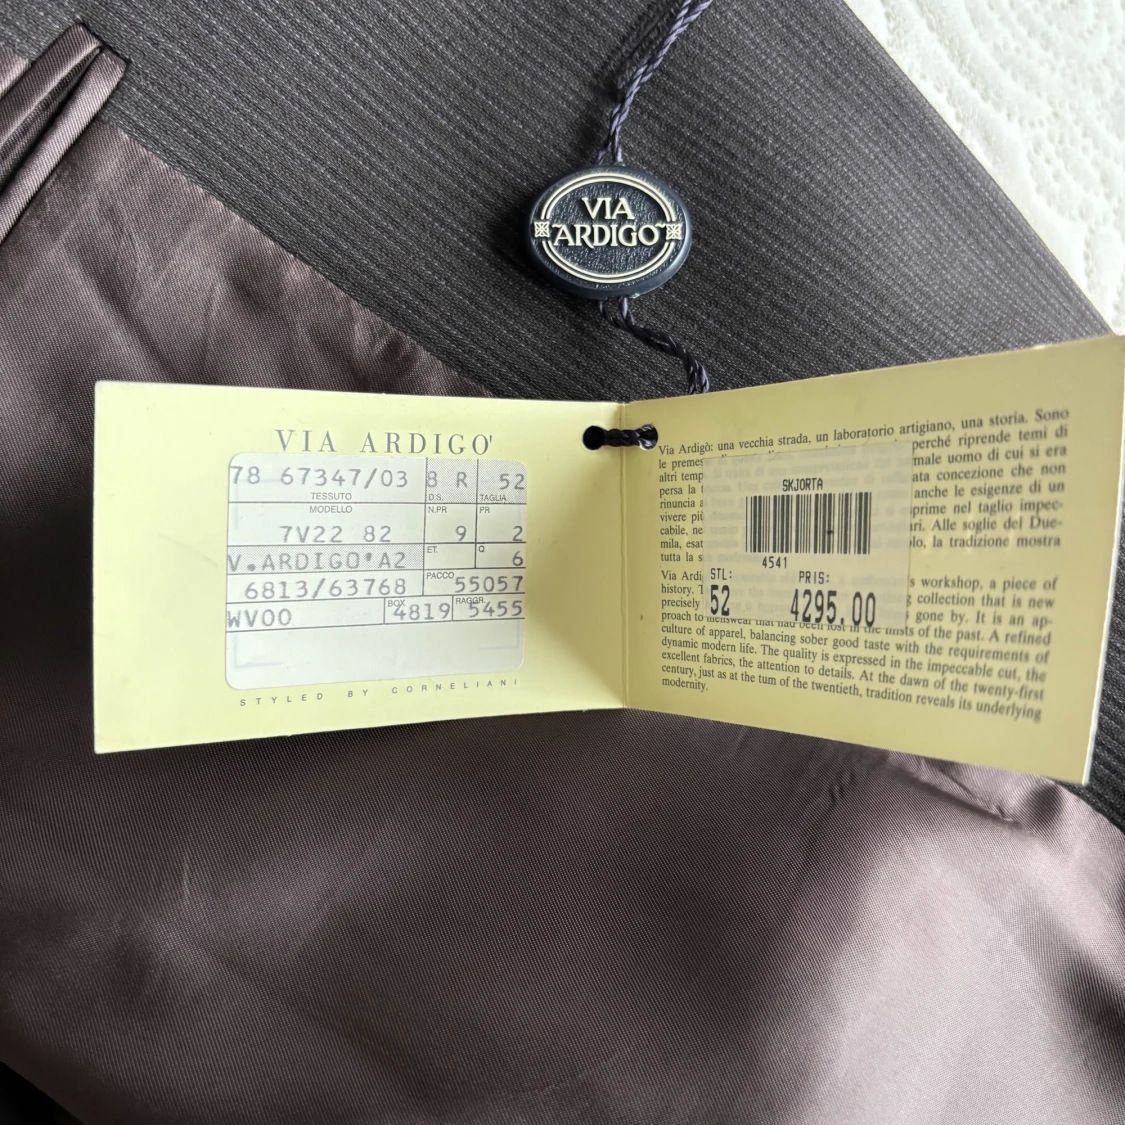 VIA
ARDIGO`
VIA ARDIGO'
78 67347/03 8 R 52
TESSUTO D.S. TAGLIA
MODELLO N.PR PR
7V22 82 9 2
V.ARDIGO'A2 ET. Q 6
6813/63768 PACCO 55057
WV00 BOX 4819 RAGGR. 5455
STYLED BY CORNELIANI
Via Ardigò: una vecchia strada, un laboratorio artigiano, una storia. Sono
le perché riprende temi di
altri male uomo di cui si era
persa la ata concezione che non
rinuncia anche le esigenze di un
vivere prime nel taglio impec-
cabile, Alle soglie del Due-
mila, la tradizione mostra
tutta la
SKJORTA
4541
STL: PRIS:
52 4295.00
Via workshop, a piece of
history. collection that is new
precisely gone by. It is an ap-
proach to menswear that had been lost in the mists of the past. A refined
culture of apparel, balancing sober good taste with the requirements of
dynamic modern life. The quality is expressed in the impeccable cut, the
excellent fabrics, the attention to details. At the dawn of the twenty-first
century, just as at the turn of the twentieth, tradition reveals its underlying
modernity.